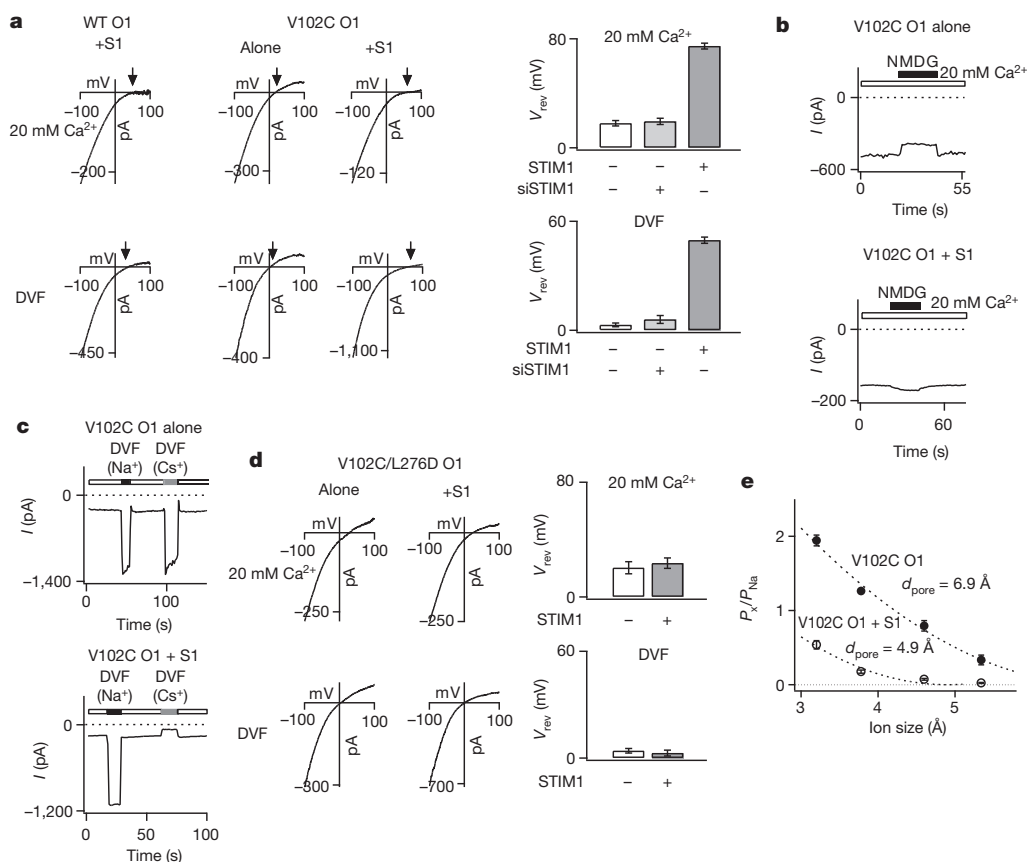 a
WT O1
+S1
V102C O1
Alone
+S1
mV
–100
100
20 mM Ca²⁺
pA
–200
mV
–100
100
pA
–300
mV
–100
100
pA
–120
DVF
mV
–100
100
pA
–450
mV
–100
100
pA
–400
mV
–100
100
pA
–1,100
20 mM Ca²⁺
80
0
Vrev (mV)
STIM1 – – +
siSTIM1 – + –
DVF
60
0
Vrev (mV)
STIM1 – – +
siSTIM1 – + –
b
V102C O1 alone
NMDG
20 mM Ca²⁺
0
–600
I (pA)
0 55
Time (s)
V102C O1 + S1
NMDG
20 mM Ca²⁺
0
–200
I (pA)
0 60
Time (s)
c
V102C O1 alone
DVF DVF
(Na⁺) (Cs⁺)
0
–1,400
I (pA)
0 100
Time (s)
V102C O1 + S1
DVF DVF
(Na⁺) (Cs⁺)
0
–1,200
I (pA)
0 50 100
Time (s)
d
V102C/L276D O1
Alone
+S1
mV
–100
100
20 mM Ca²⁺
pA
–250
mV
–100
100
pA
–250
DVF
mV
–100
100
pA
–800
mV
–100
100
pA
–700
20 mM Ca²⁺
80
0
Vrev (mV)
STIM1 – +
DVF
60
0
Vrev (mV)
STIM1 – +
e
2
1
0
Px/PNa
V102C O1
dpore = 6.9 Å
V102C O1 + S1
dpore = 4.9 Å
3 4 5
Ion size (Å)